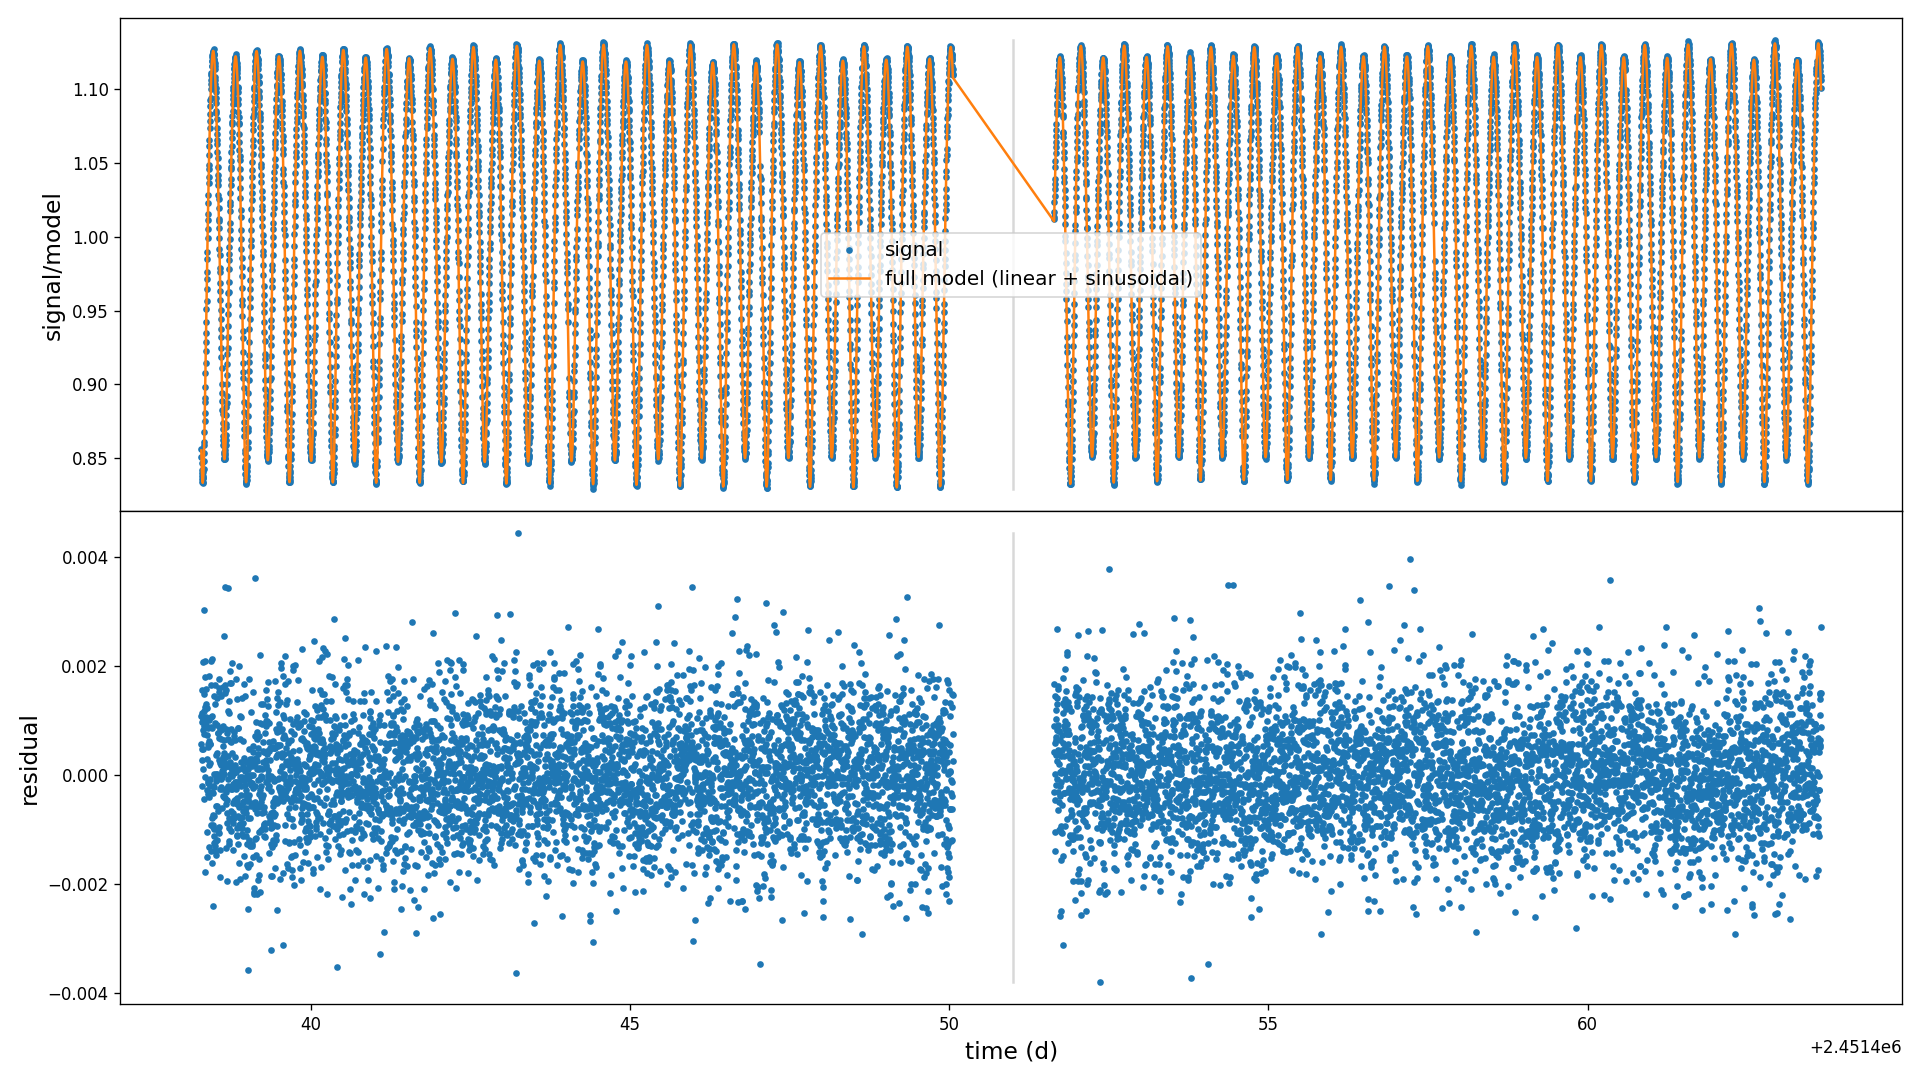 1.10
1.05
1.00
0.95
0.90
0.85
signal/model
signal
full model (linear + sinusoidal)
0.004
0.002
0.000
−0.002
−0.004
residual
40
45
50
55
60
time (d)
+2.4514e6